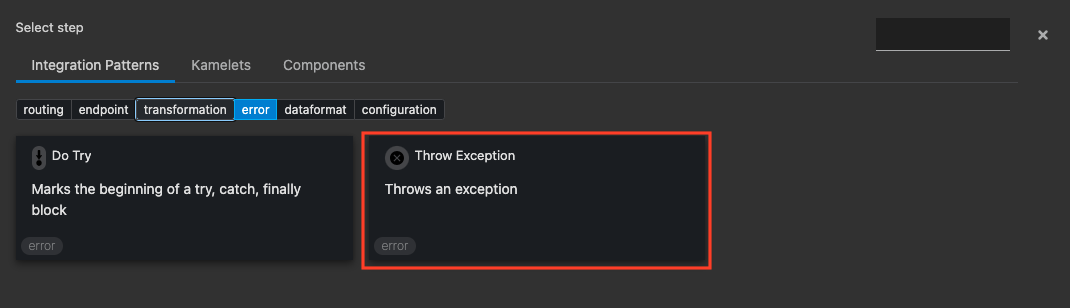 Select step
Integration Patterns Kamelets Components
routing endpoint transformation error dataformat configuration
Do Try
Marks the beginning of a try, catch, finally
block
error
Throw Exception
Throws an exception
error